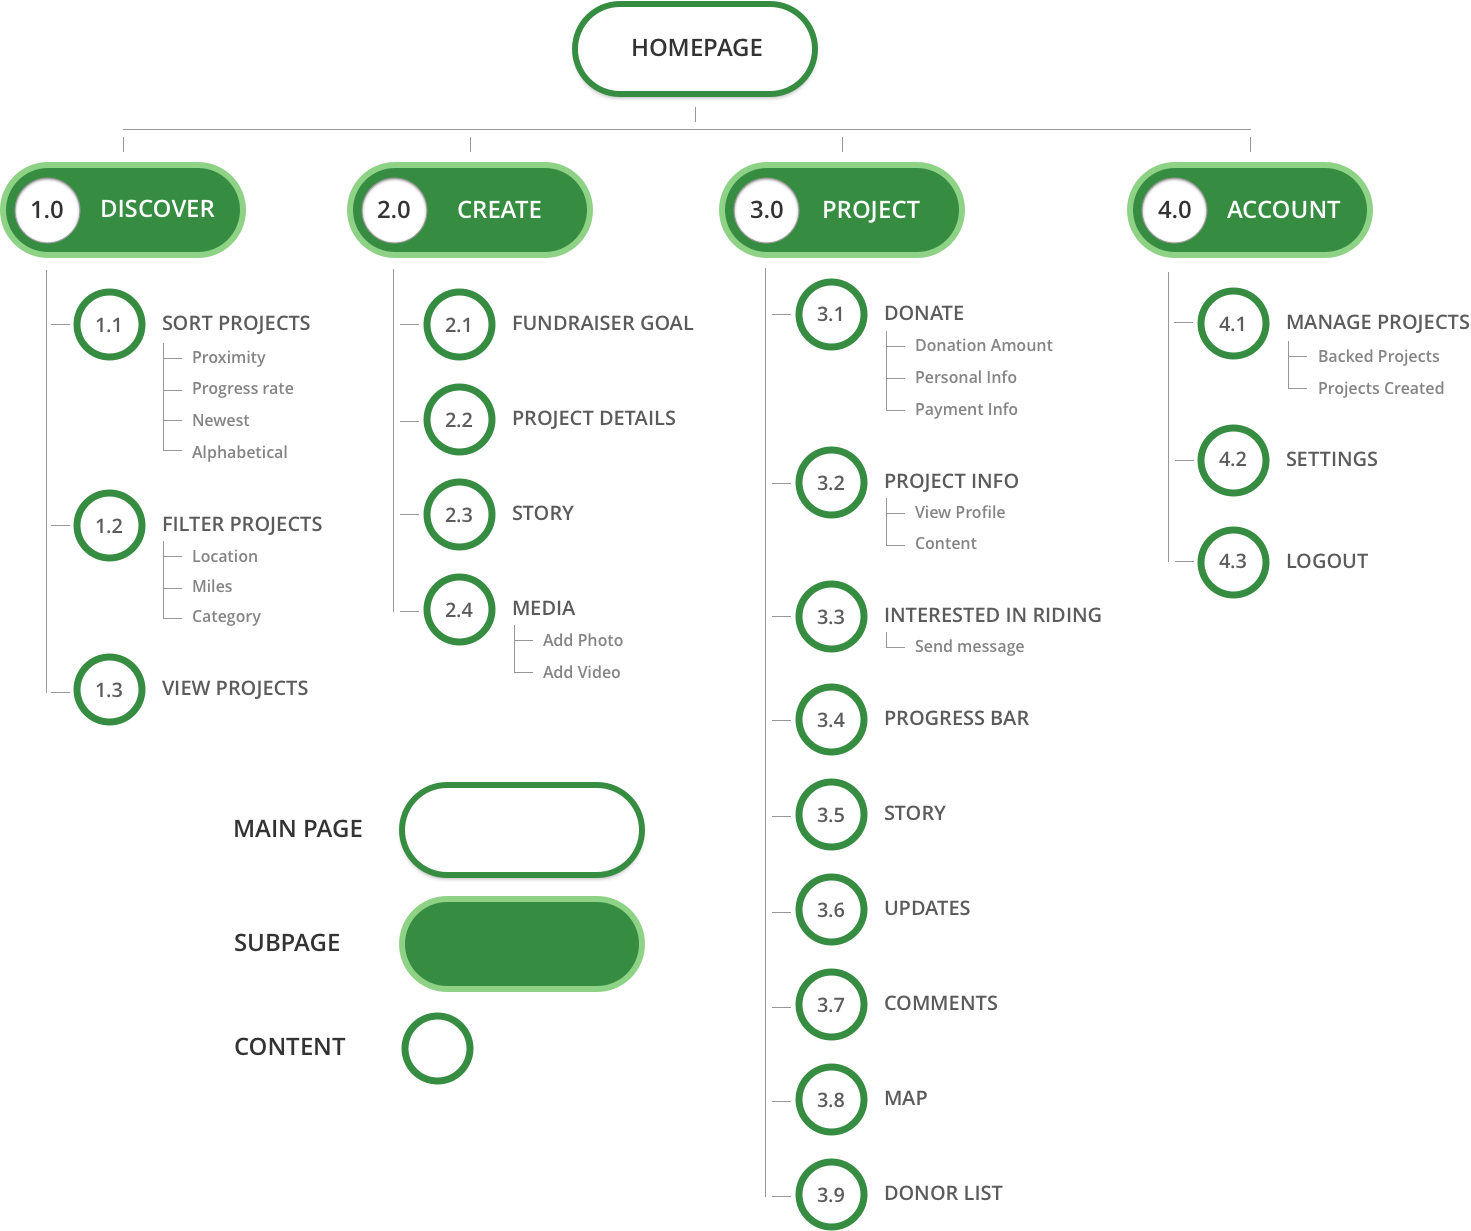 HOMEPAGE
1.0 DISCOVER
1.1 SORT PROJECTS
Proximity
Progress rate
Newest
Alphabetical
1.2 FILTER PROJECTS
Location
Miles
Category
1.3 VIEW PROJECTS
2.0 CREATE
2.1 FUNDRAISER GOAL
2.2 PROJECT DETAILS
2.3 STORY
2.4 MEDIA
Add Photo
Add Video
3.0 PROJECT
3.1 DONATE
Donation Amount
Personal Info
Payment Info
3.2 PROJECT INFO
View Profile
Content
3.3 INTERESTED IN RIDING
Send message
3.4 PROGRESS BAR
3.5 STORY
3.6 UPDATES
3.7 COMMENTS
3.8 MAP
3.9 DONOR LIST
4.0 ACCOUNT
4.1 MANAGE PROJECTS
Backed Projects
Projects Created
4.2 SETTINGS
4.3 LOGOUT
MAIN PAGE
SUBPAGE
CONTENT